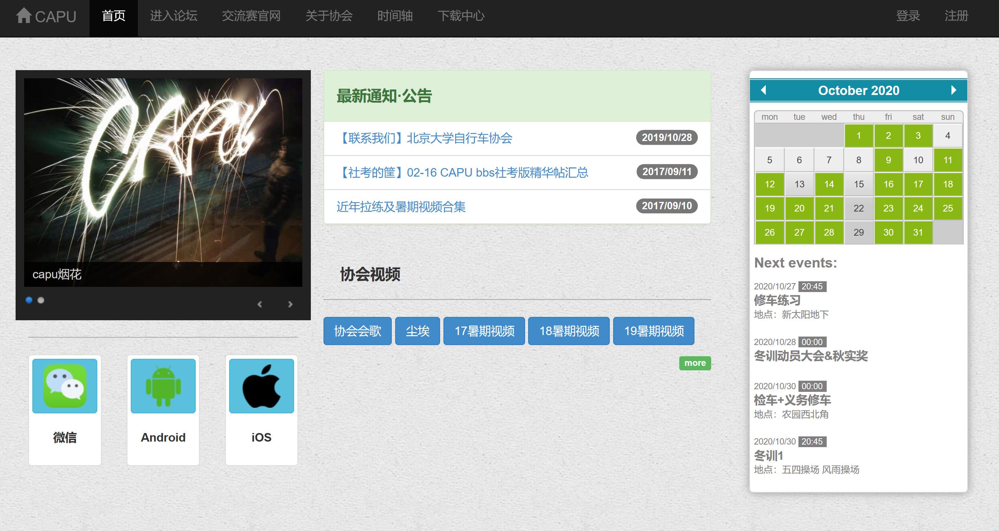 CAPU 首页 进入论坛 交流赛官网 关于协会 时间轴 下载中心 登录 注册
CAPU
capu烟花
微信 Android iOS
最新通知·公告
【联系我们】北京大学自行车协会 2019/10/28
【社考的筐】02-16 CAPU bbs社考版精华帖汇总 2017/09/11
近年拉练及暑期视频合集 2017/09/10
协会视频
协会会歌 尘埃 17暑期视频 18暑期视频 19暑期视频
more
October 2020
mon tue wed thu fri sat sun
1 2 3 4
5 6 7 8 9 10 11
12 13 14 15 16 17 18
19 20 21 22 23 24 25
26 27 28 29 30 31
Next events:
2020/10/27 20:45
修车练习
地点：新太阳地下
2020/10/28 00:00
冬训动员大会&秋实奖
2020/10/30 00:00
检车+义务修车
地点：农园西北角
2020/10/30 20:45
冬训1
地点：五四操场 风雨操场